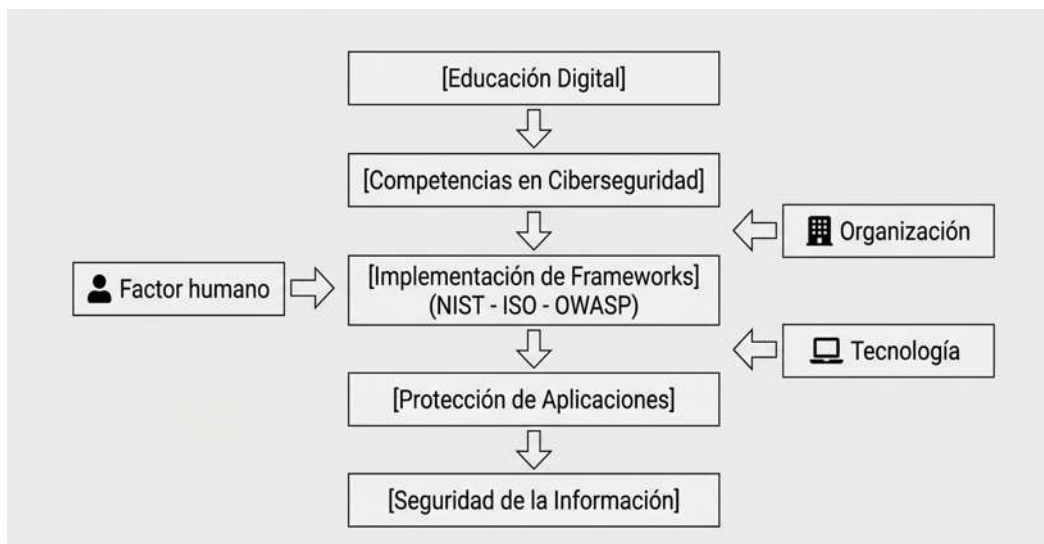 [Educación Digital]
[Competencias en Ciberseguridad]
Organización
Factor humano
[Implementación de Frameworks]
(NIST - ISO - OWASP)
Tecnología
[Protección de Aplicaciones]
[Seguridad de la Información]